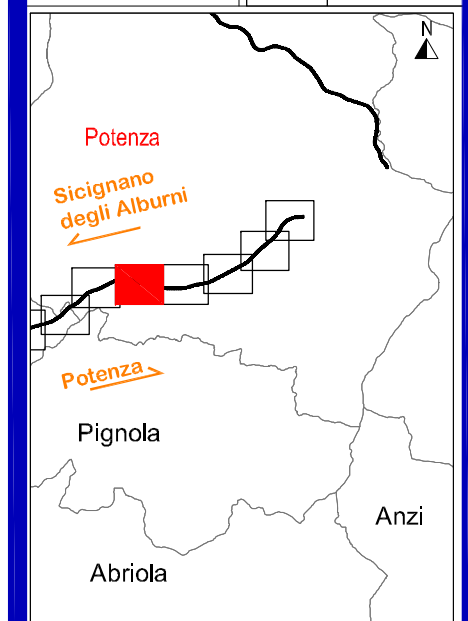 N
Potenza
Sicignano
degli Alburni
Potenza
Pignola
Anzi
Abriola